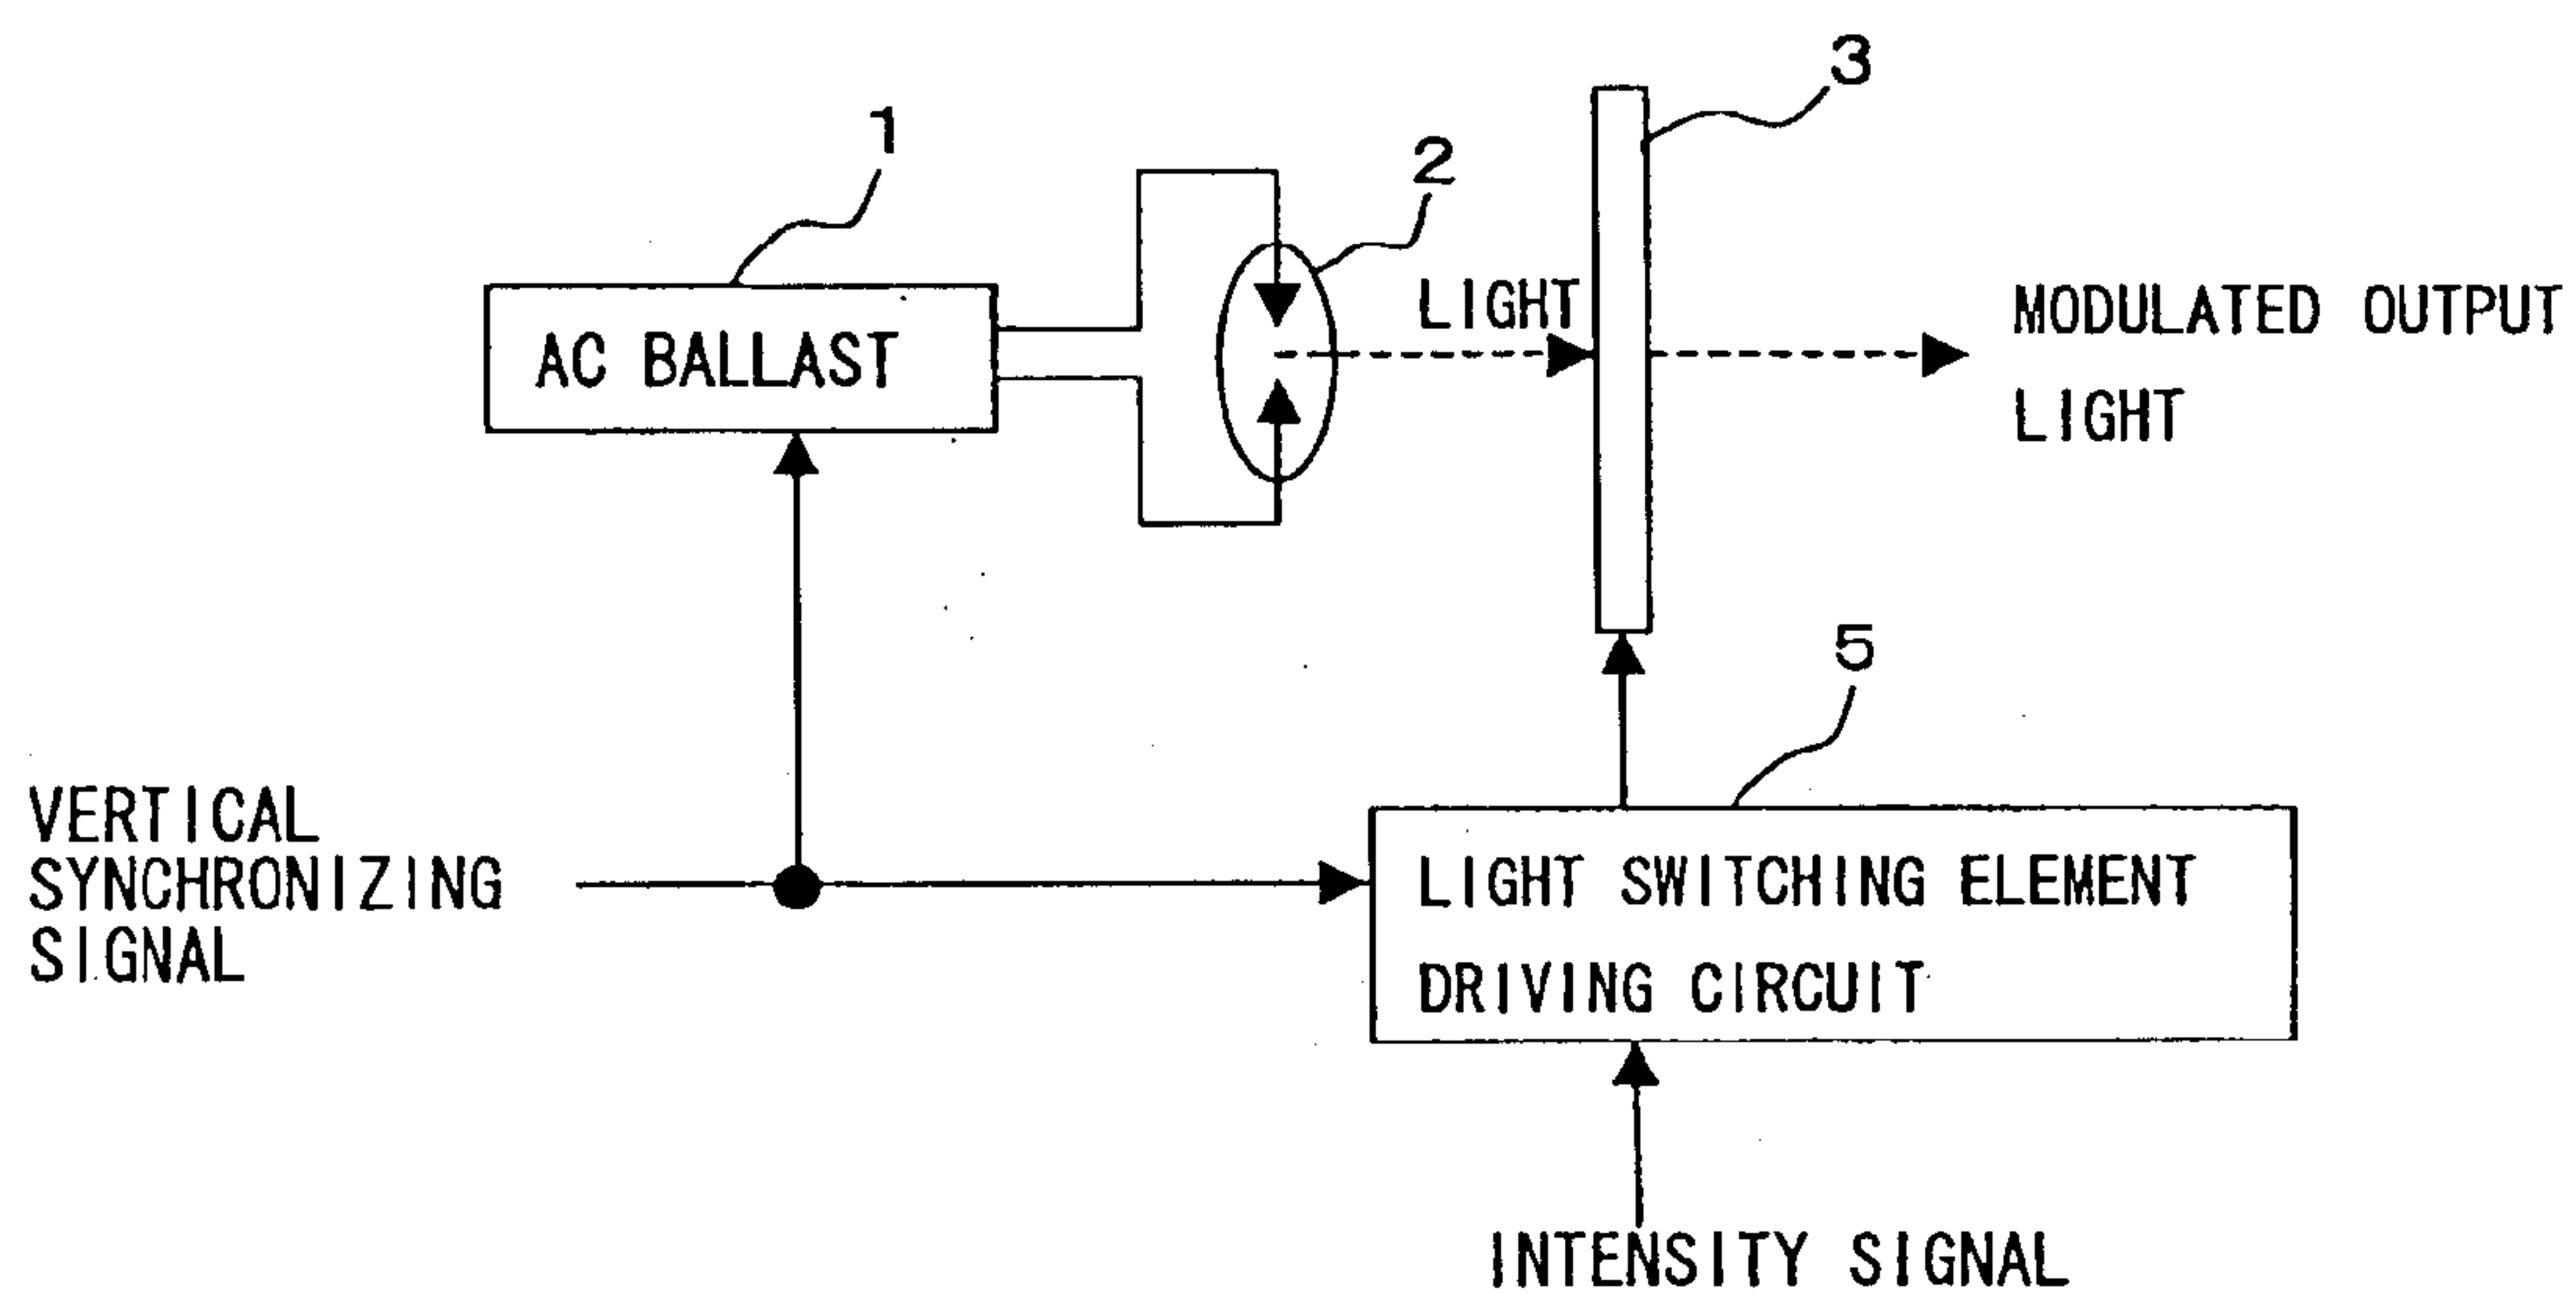 3
1
2
LIGHT
MODULATED OUTPUT
LIGHT
AC BALLAST
5
VERTICAL
SYNCHRONIZING
SIGNAL
LIGHT SWITCHING ELEMENT
DRIVING CIRCUIT
INTENSITY SIGNAL